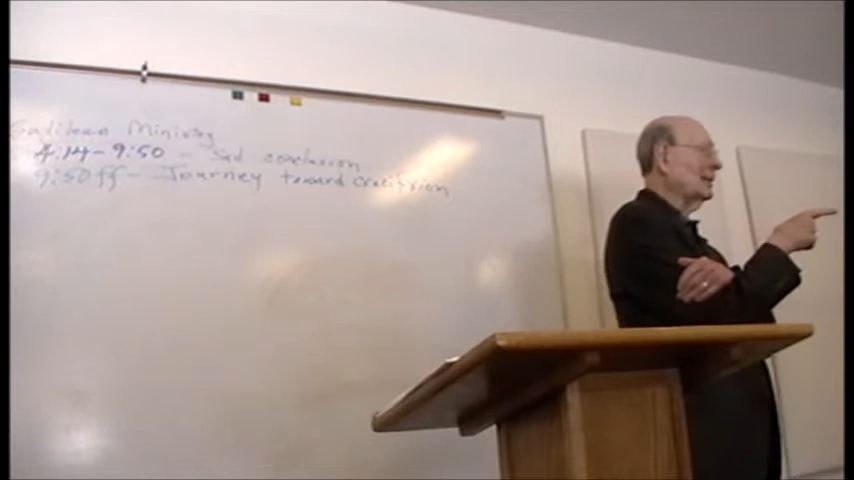 Galilean Ministry
4:14 - 9:50 - Sad conclusion
9:50ff - Journey toward crucifixion